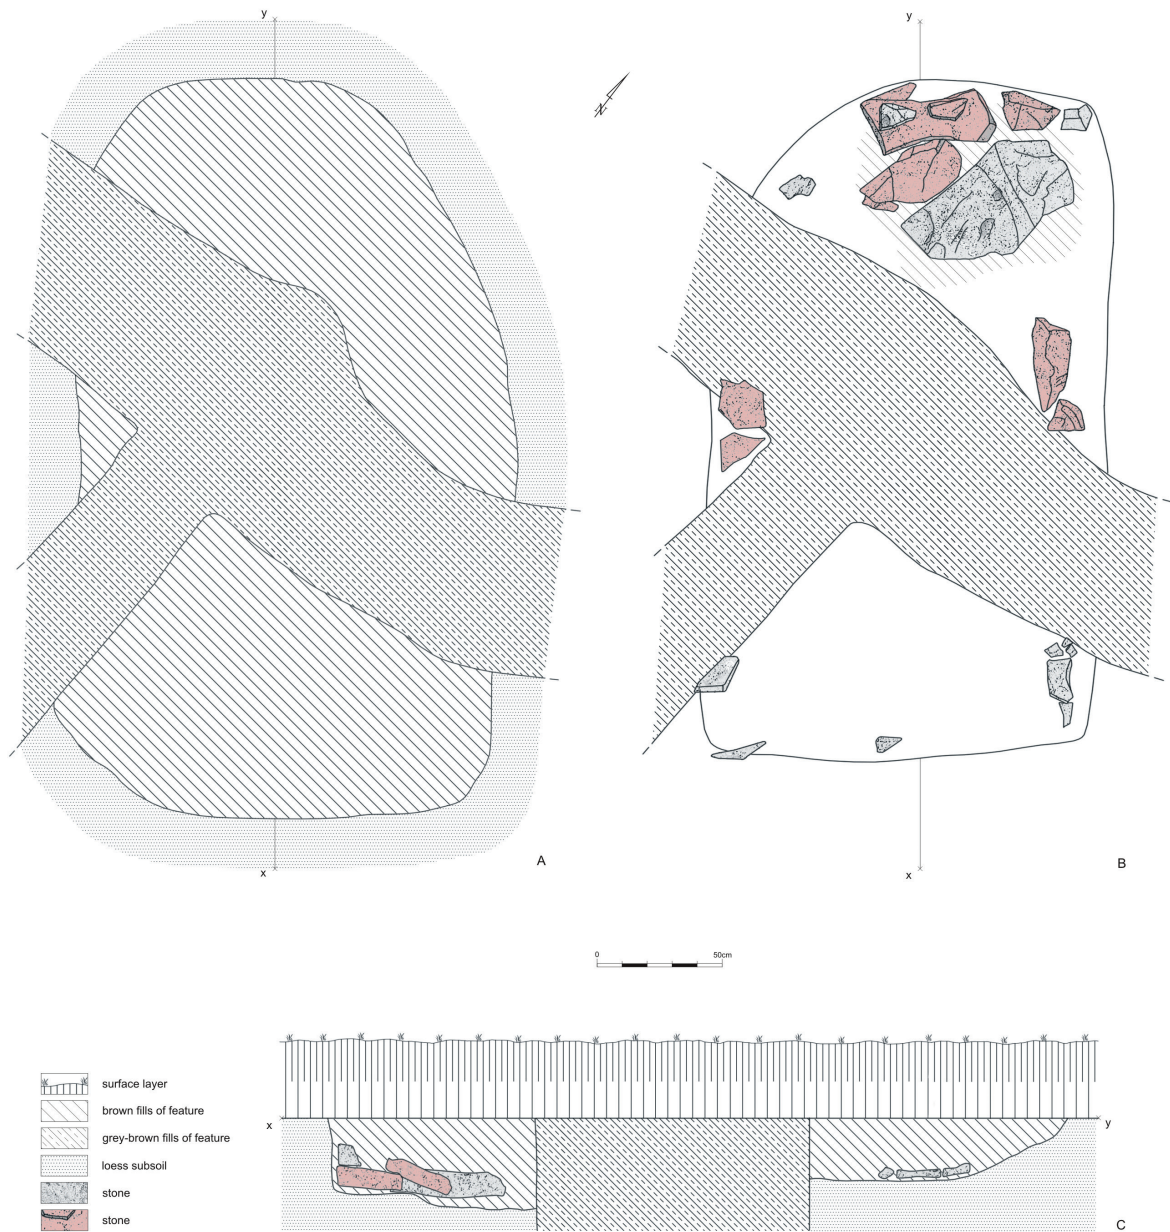 y
y
N
A
x
B
x
0 50cm
surface layer
brown fills of feature
x
y
grey-brown fills of feature
loess subsoil
stone
stone
C